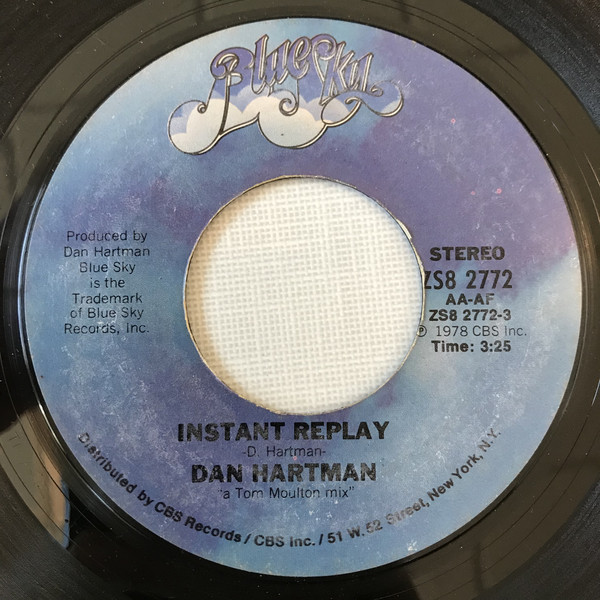 Blue Sky.
Produced by
Dan Hartman
Blue Sky
is the
Trademark
of Blue Sky
Records, Inc.
STEREO
ZS8 2772
AA-AF
ZS8 2772-3
℗ 1978 CBS Inc.
Time: 3:25
INSTANT REPLAY
-D. Hartman-
DAN HARTMAN
"a Tom Moulton mix"
Distributed by CBS Records / CBS Inc. / 51 W. 52 Street, New York, N.Y.